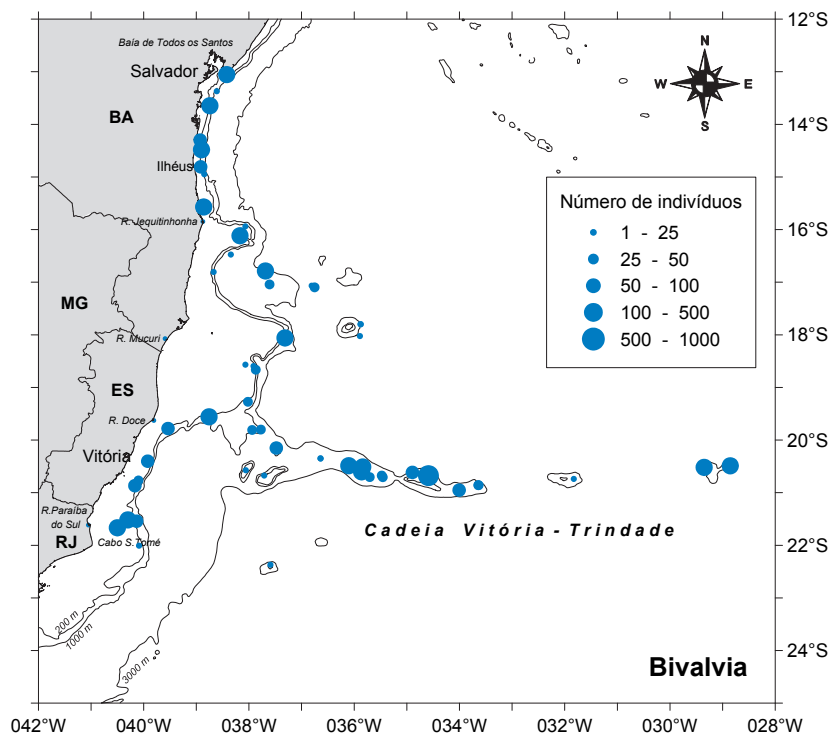 12°S
Baía de Todos os Santos
N
Salvador
W
E
S
BA
14°S
Ilhéus
Número de indivíduos
1 - 25
25 - 50
50 - 100
100 - 500
500 - 1000
R. Jequitinhonha
16°S
MG
R. Mucuri
18°S
ES
R. Doce
Vitória
20°S
R.Paraíba
do Sul
RJ
Cabo S.Tomé
Cadeia Vitória - Trindade
22°S
200 m
1000 m
3000 m
Bivalvia
24°S
042°W
040°W
038°W
036°W
034°W
032°W
030°W
28°W